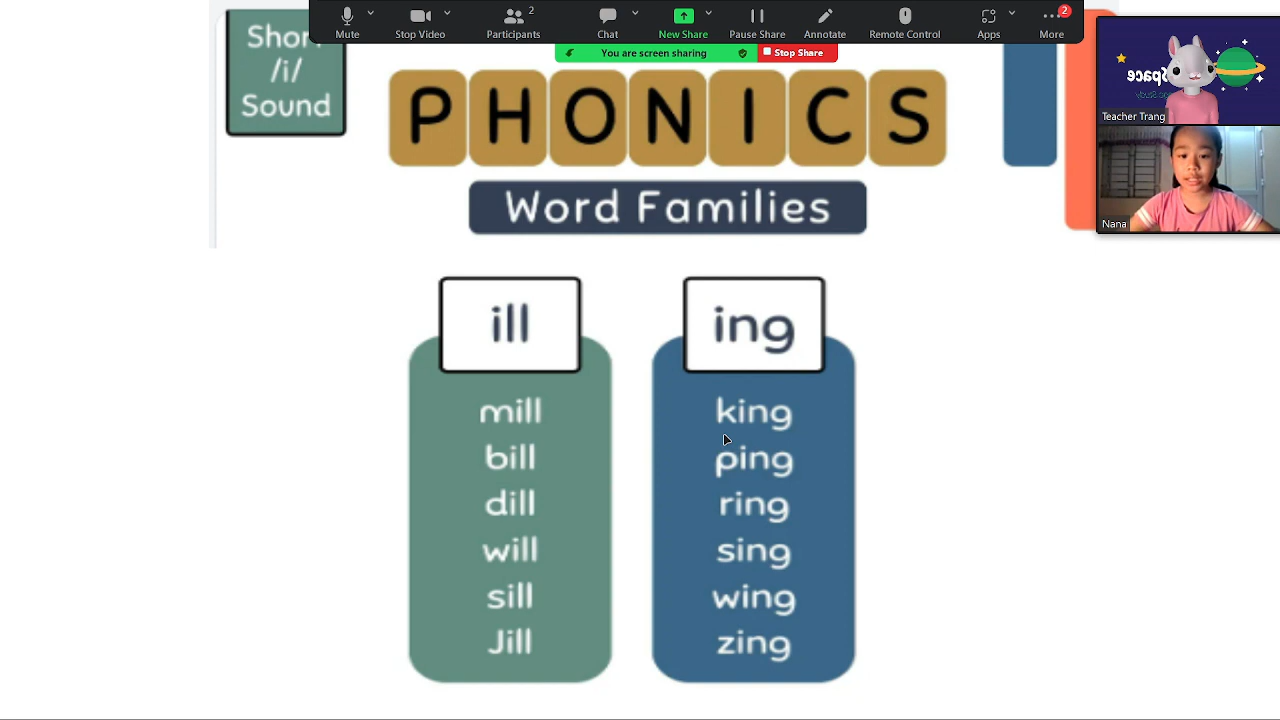 Mute
Stop Video
Participants
2
Chat
New Share
Pause Share
Annotate
Remote Control
Apps
More
2
You are screen sharing
Stop Share
Short
/i/
Sound
PHONICS
Word Families
ill
mill
bill
dill
will
sill
Jill
ing
king
ping
ring
sing
wing
zing
Teacher Trang
Nana